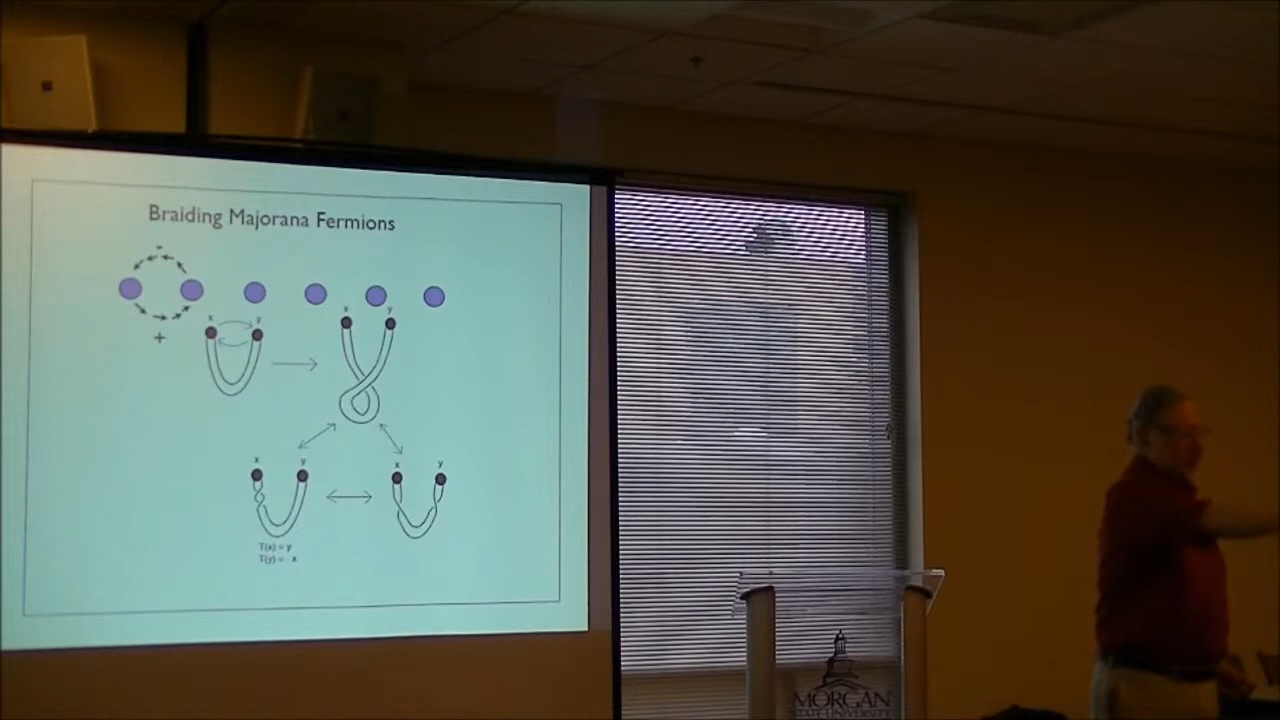 Braiding Majorana Fermions
-
+
x y
x y
x y
x y
T(x) = y
T(y) = - x
MORGAN
STATE UNIVERSITY